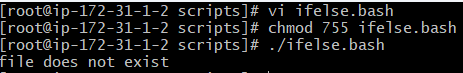 [root@ip-172-31-1-2 scripts]# vi ifelse.bash
[root@ip-172-31-1-2 scripts]# chmod 755 ifelse.bash
[root@ip-172-31-1-2 scripts]# ./ifelse.bash
file does not exist